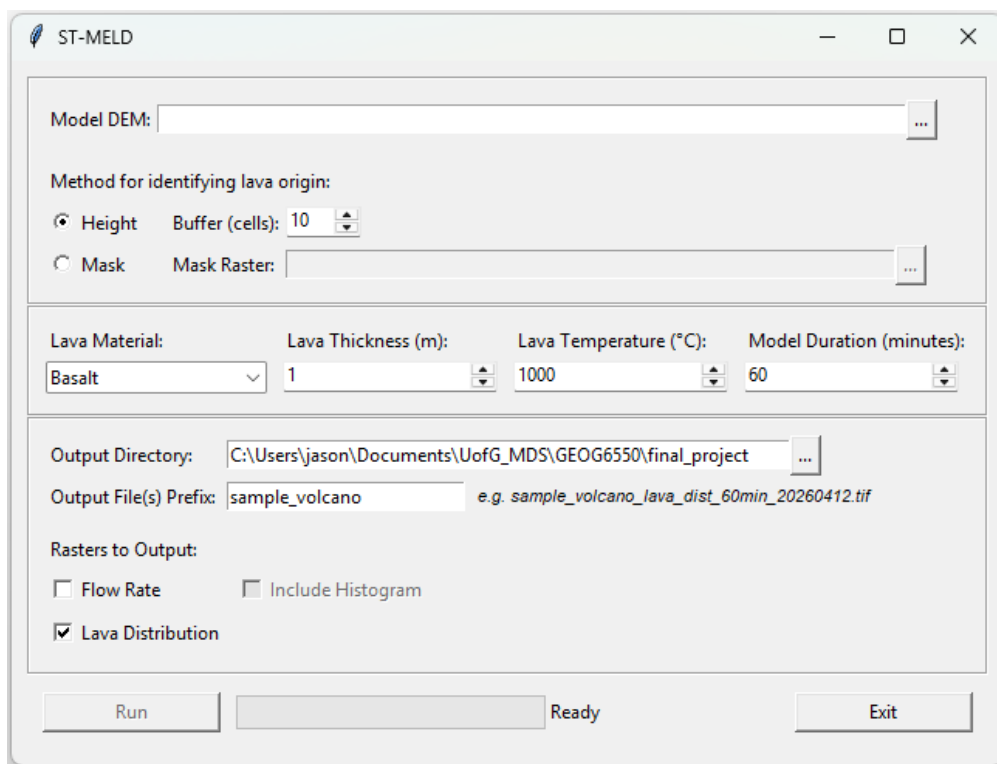 ST-MELD
Model DEM: ...
Method for identifying lava origin:
Height Buffer (cells): 10
Mask Mask Raster: ...
Lava Material: Lava Thickness (m): Lava Temperature (°C): Model Duration (minutes):
Basalt 1 1000 60
Output Directory: C:\Users\jason\Documents\UofG_MDS\GEOG6550\final_project ...
Output File(s) Prefix: sample_volcano e.g. sample_volcano_lava_dist_60min_20260412.tif
Rasters to Output:
Flow Rate Include Histogram
Lava Distribution
Run Ready Exit